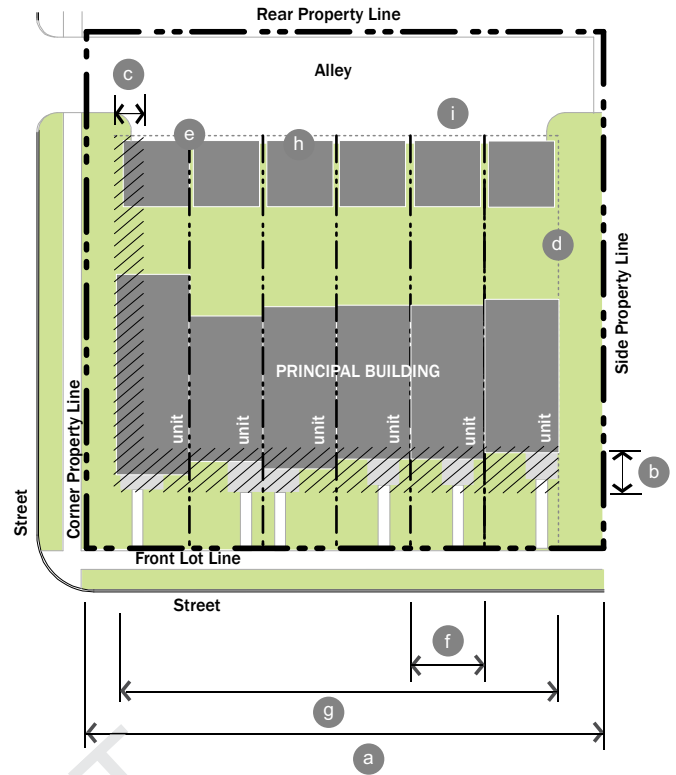 Rear Property Line
Alley
c
i
e
h
d
Side Property Line
PRINCIPAL BUILDING
unit
unit
unit
unit
unit
unit
b
Corner Property Line
Street
Front Lot Line
Street
f
g
a
T